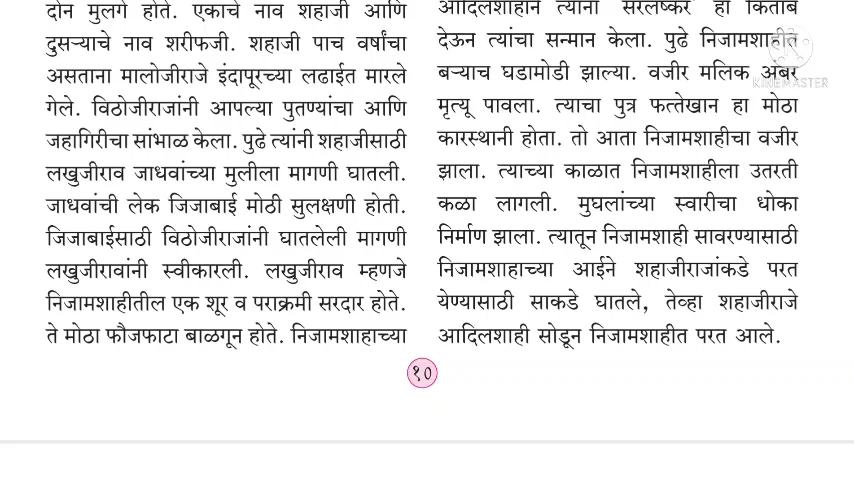 दोन मुलगे होते. एकाचे नाव शहाजी आणि
दुसऱ्याचे नाव शरीफजी. शहाजी पाच वर्षांचा
असताना मालोजीराजे इंदापूरच्या लढाईत मारले
गेले. विठोजीराजांनी आपल्या पुतण्यांचा आणि
जहागिरीचा सांभाळ केला. पुढे त्यांनी शहाजीसाठी
लखुजीराव जाधवांच्या मुलीला मागणी घातली.
जाधवांची लेक जिजाबाई मोठी सुलक्षणी होती.
जिजाबाईसाठी विठोजीराजांनी घातलेली मागणी
लखुजीरावांनी स्वीकारली. लखुजीराव म्हणजे
निजामशाहीतील एक शूर व पराक्रमी सरदार होते.
ते मोठा फौजफाटा बाळगून होते. निजामशाहाच्या
आदिलशाहाने त्यांना 'सरलष्कर' हा किताब
देऊन त्यांचा सन्मान केला. पुढे निजामशाहीत
बऱ्याच घडामोडी झाल्या. वजीर मलिक अंबर
मृत्यू पावला. त्याचा पुत्र फत्तेखान हा मोठा
कारस्थानी होता. तो आता निजामशाहीचा वजीर
झाला. त्याच्या काळात निजामशाहीला उतरती
कळा लागली. मुघलांच्या स्वारीचा धोका
निर्माण झाला. त्यातून निजामशाही सावरण्यासाठी
निजामशाहाच्या आईने शहाजीराजांकडे परत
येण्यासाठी साकडे घातले, तेव्हा शहाजीराजे
आदिलशाही सोडून निजामशाहीत परत आले.
१०
KINEMASTER